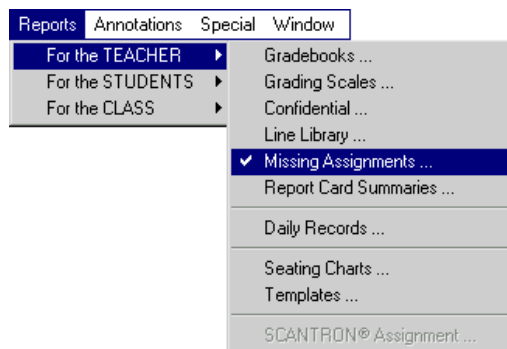 Reports Annotations Special Window
For the TEACHER
For the STUDENTS
For the CLASS
Gradebooks ...
Grading Scales ...
Confidential ...
Line Library ...
Missing Assignments ...
Report Card Summaries ...
Daily Records ...
Seating Charts ...
Templates ...
SCANTRON® Assignment ...